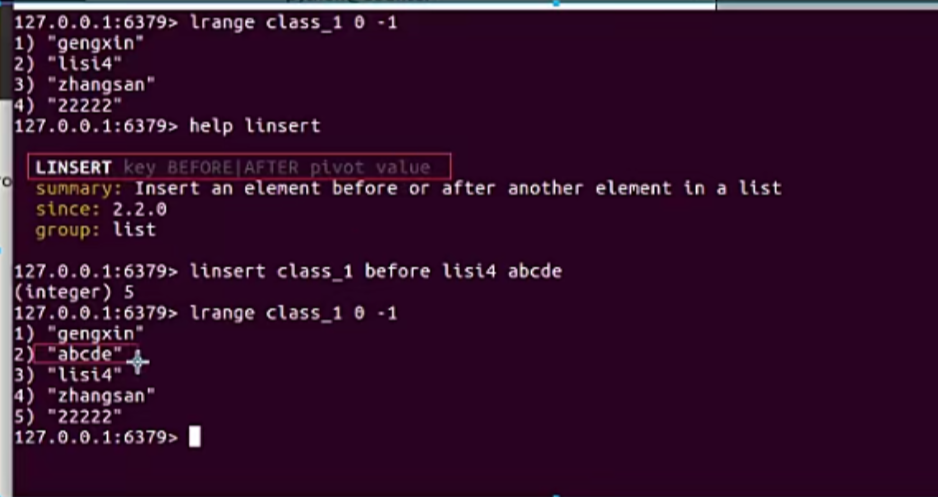 127.0.0.1:6379> lrange class_1 0 -1
1) "gengxin"
2) "lisi4"
3) "zhangsan"
4) "22222"
127.0.0.1:6379> help linsert
LINSERT key BEFORE|AFTER pivot value
summary: Insert an element before or after another element in a list
since: 2.2.0
group: list
127.0.0.1:6379> linsert class_1 before lisi4 abcde
(integer) 5
127.0.0.1:6379> lrange class_1 0 -1
1) "gengxin"
2) "abcde"
3) "lisi4"
4) "zhangsan"
5) "22222"
127.0.0.1:6379>